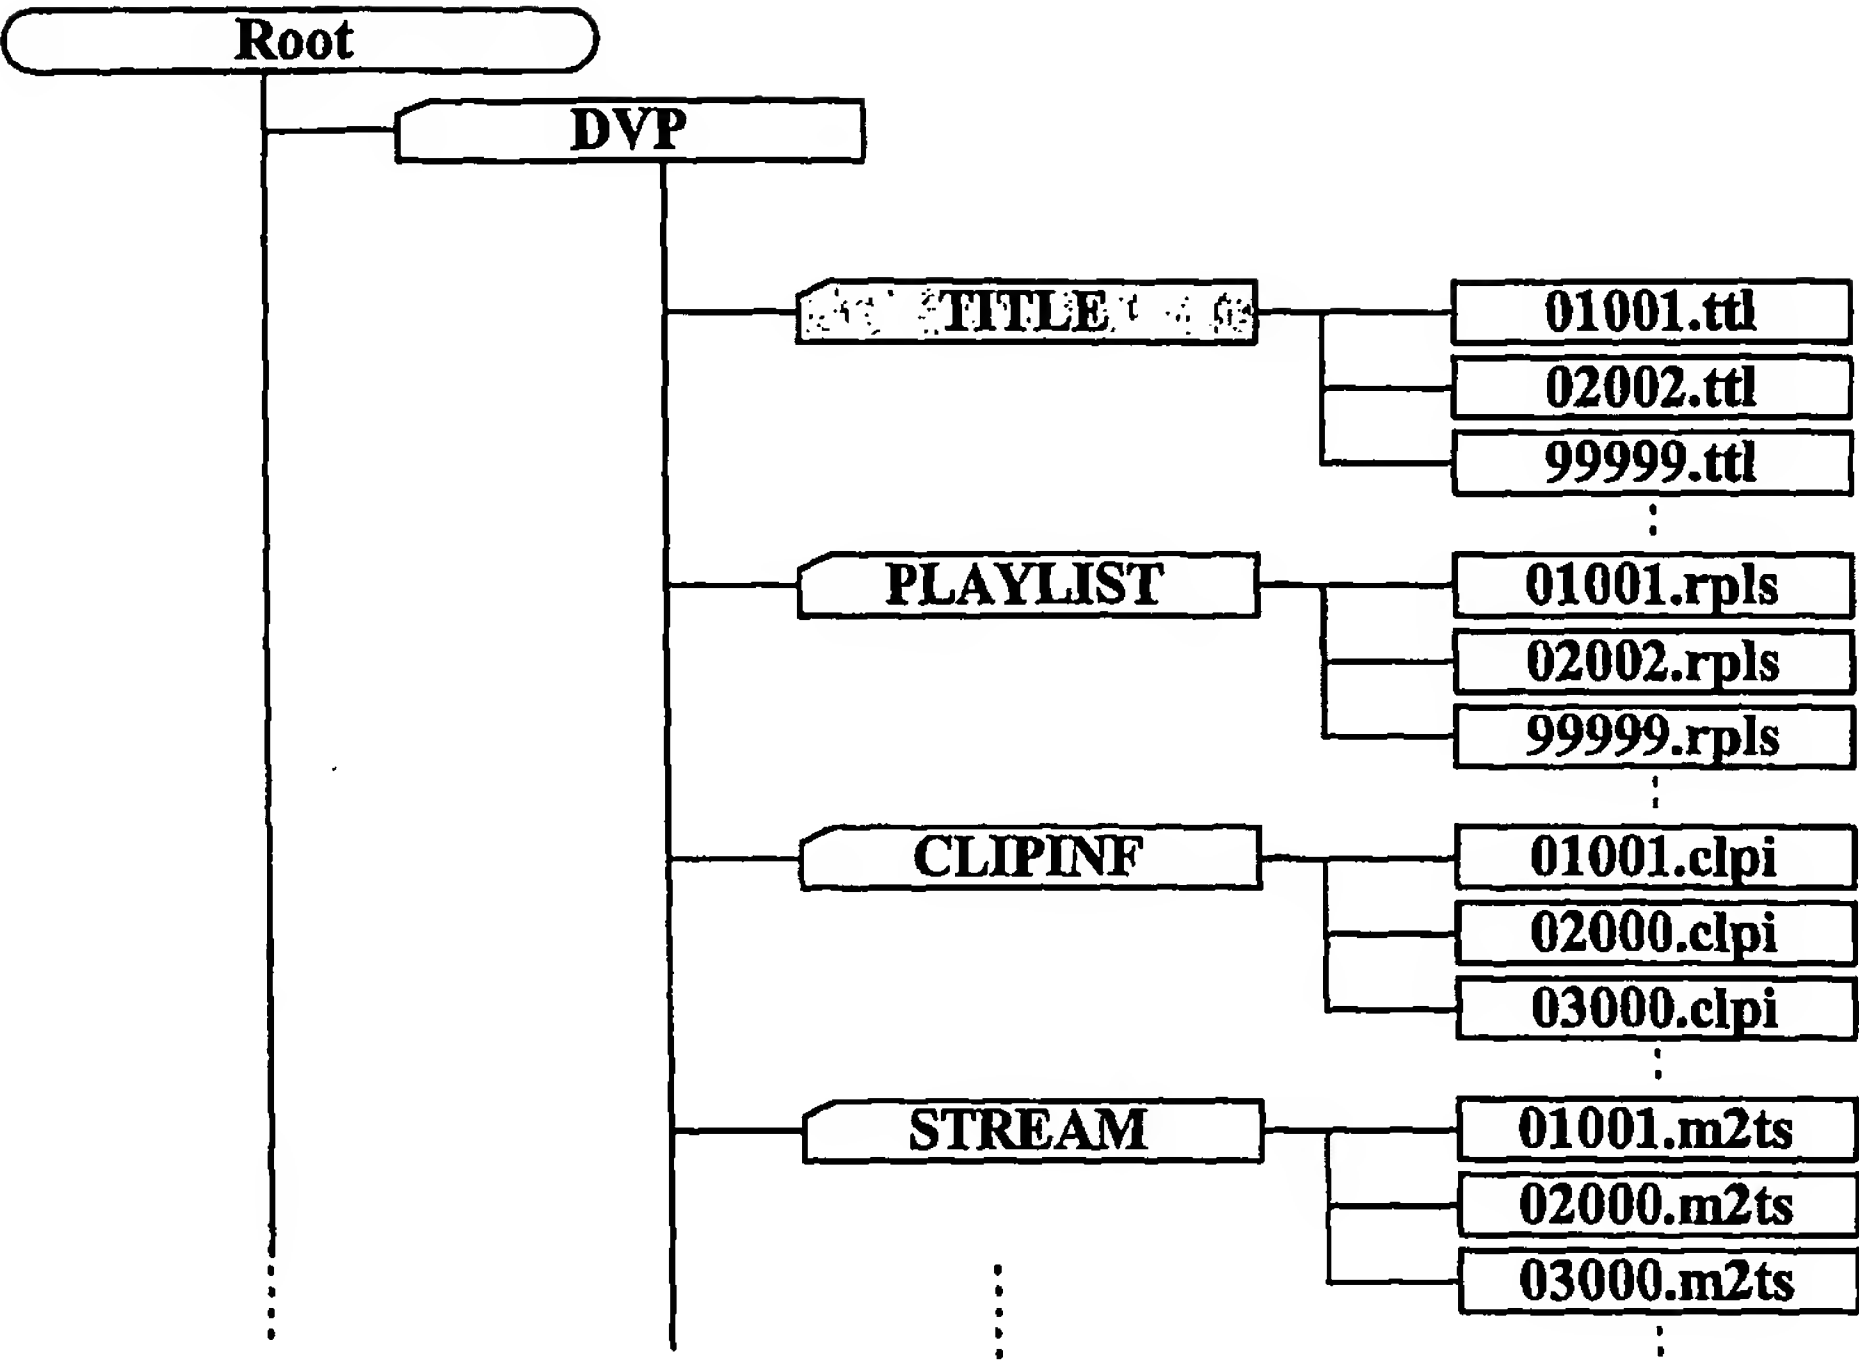 Root
DVP
TITLE
01001.ttl
02002.ttl
99999.ttl
PLAYLIST
01001.rpls
02002.rpls
99999.rpls
CLIPINF
01001.clpi
02000.clpi
03000.clpi
STREAM
01001.m2ts
02000.m2ts
03000.m2ts